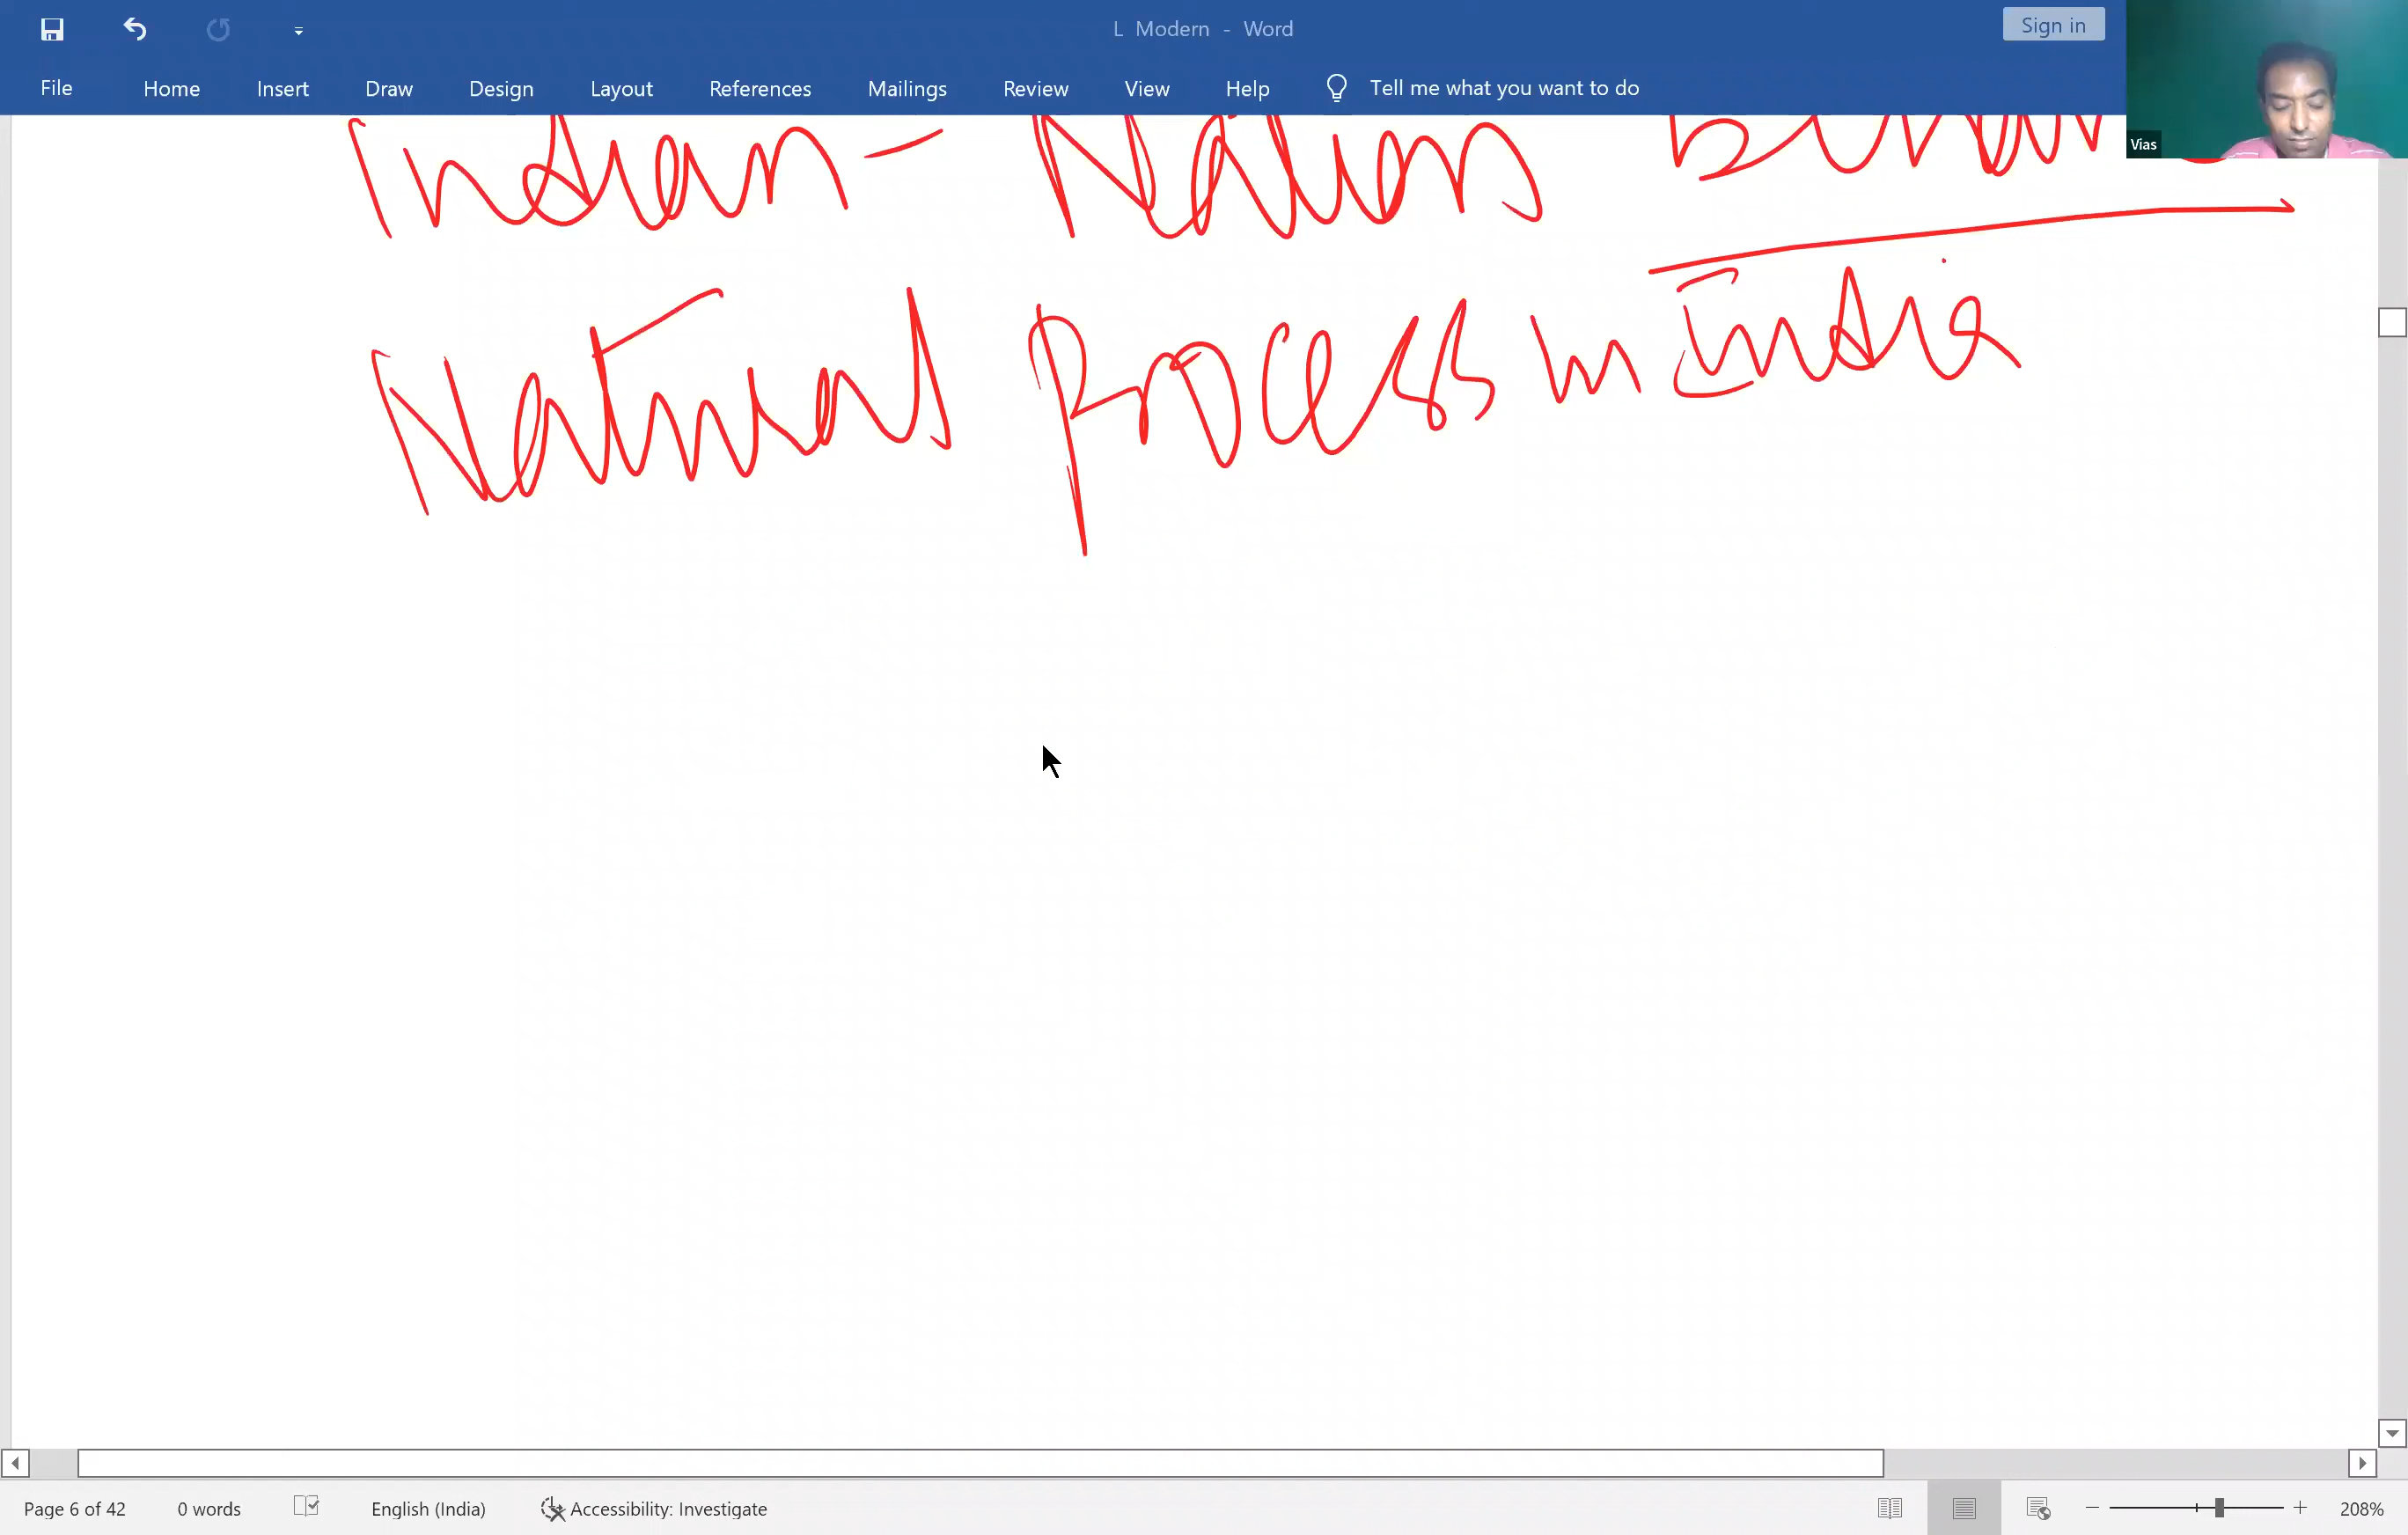 L Modern - Word
Sign in
File Home Insert Draw Design Layout References Mailings Review View Help Tell me what you want to do
Vias
Indian - Nation
Natural Process in India
Page 6 of 42 0 words English (India) Accessibility: Investigate 208%